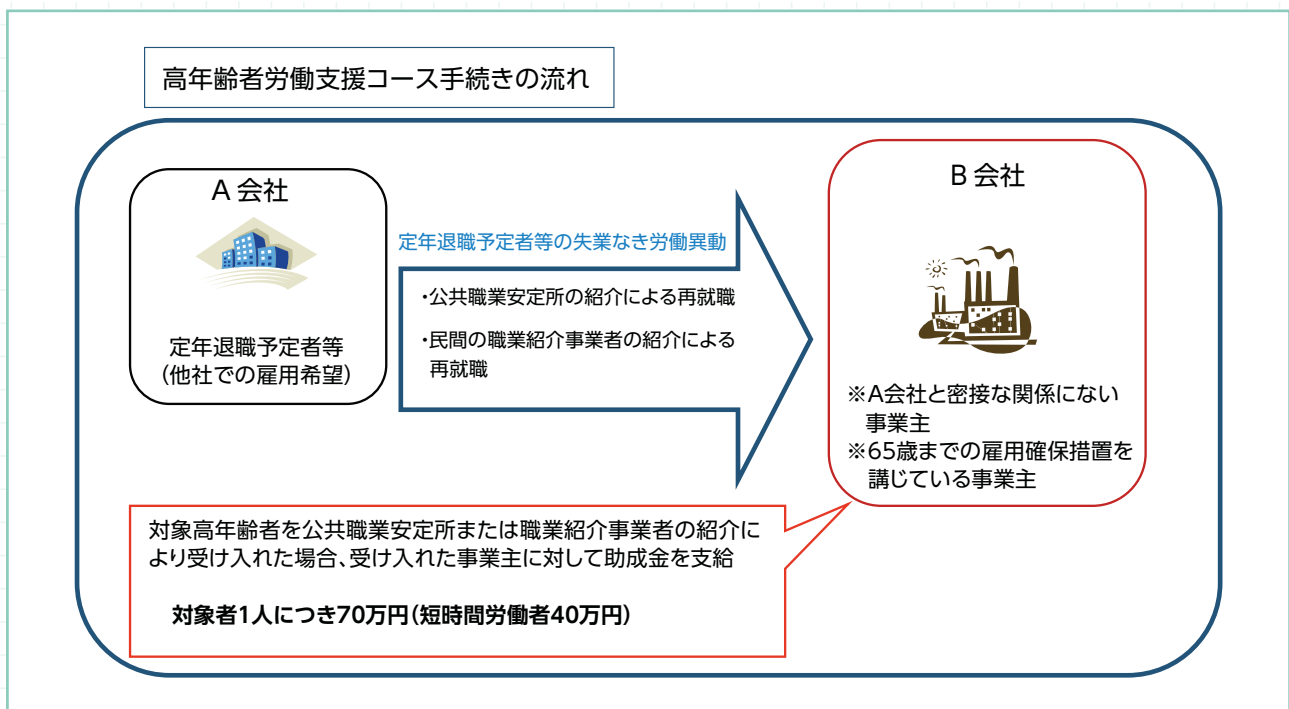 高年齢者労働支援コース手続きの流れ
A 会社
定年退職予定者等
(他社での雇用希望)
定年退職予定者等の失業なき労働異動
・公共職業安定所の紹介による再就職
・民間の職業紹介事業者の紹介による
再就職
B 会社
※A会社と密接な関係にない
事業主
※65歳までの雇用確保措置を
講じている事業主
対象高年齢者を公共職業安定所または職業紹介事業者の紹介に
より受け入れた場合、受け入れた事業主に対して助成金を支給
対象者1人につき70万円(短時間労働者40万円)